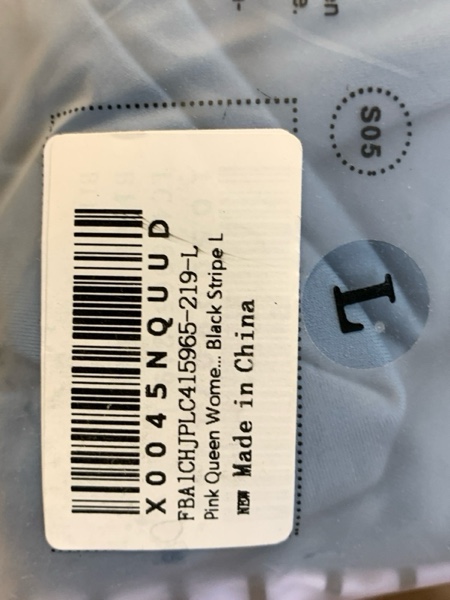 X0045NQUUD
FBA1CHJPLC415965-219-L
Pink Queen Wome... Black Stripe L
NEW Made in China
L
S05